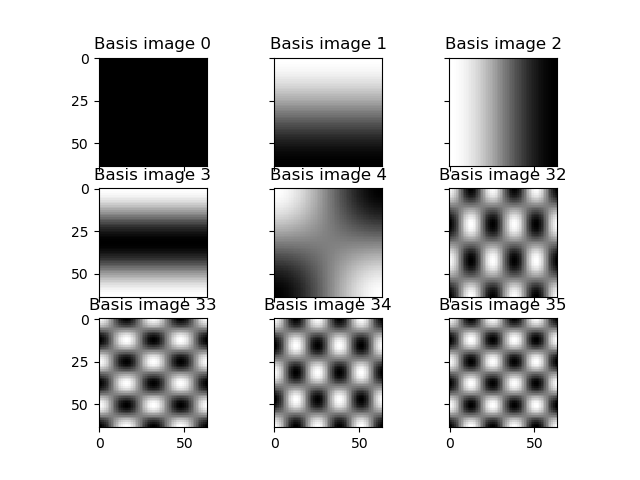 Basis image 0
Basis image 1
Basis image 2
0
25
50
Basis image 3
Basis image 4
Basis image 32
0
25
50
Basis image 33
Basis image 34
Basis image 35
0
25
50
0
50
0
50
0
50